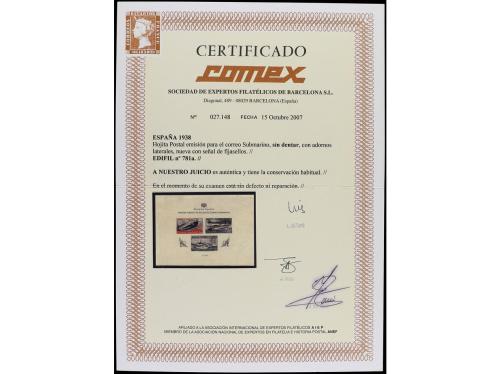 CERTIFICADO
comex
SOCIEDAD DE EXPERTOS FILATÉLICOS DE BARCELONA S.L.
Diagonal, 489 - 08029 BARCELONA (España)
Nº 027.148 FECHA 15 Octubre 2007
ESPAÑA 1938
Hojita Postal emisión para el correo Submarino, sin dentar, con adornos
laterales, nueva con señal de fijasellos. //
EDIFIL nº 781a. //
A NUESTRO JUICIO es auténtica y tiene la conservación habitual. //
En el momento de su examen está sin defecto ni reparación. //
AFILIADO A LA ASOCIACIÓN INTERNACIONAL DE EXPERTOS FILATÉLICOS A I E P
MIEMBRO DE LA ASOCIACIÓN NACIONAL DE EXPERTOS EN FILATELIA E HISTORIA POSTAL ANEF